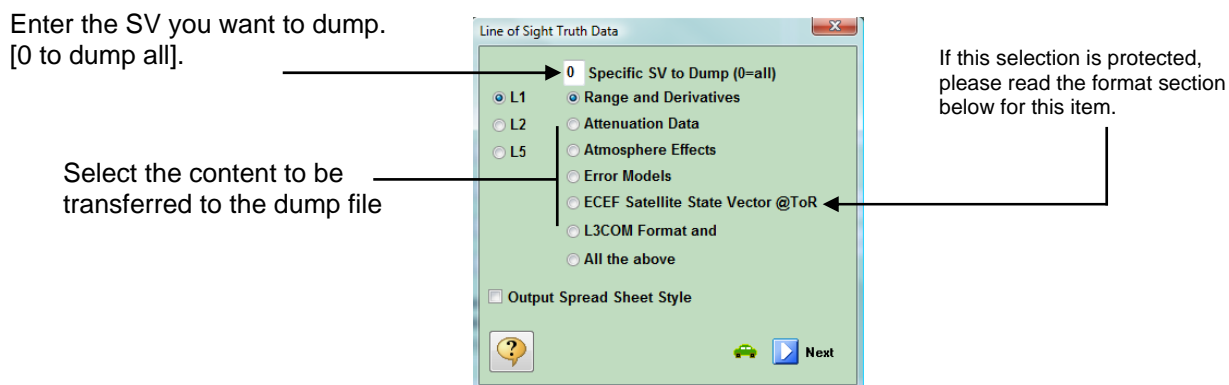 Enter the SV you want to dump.
[0 to dump all].
Line of Sight Truth Data
0 Specific SV to Dump (0=all)
L1 Range and Derivatives
L2 Attenuation Data
L5 Atmosphere Effects
Error Models
ECEF Satellite State Vector @ToR
L3COM Format and
All the above
Output Spread Sheet Style
? Next
If this selection is protected,
please read the format section
below for this item.
Select the content to be
transferred to the dump file